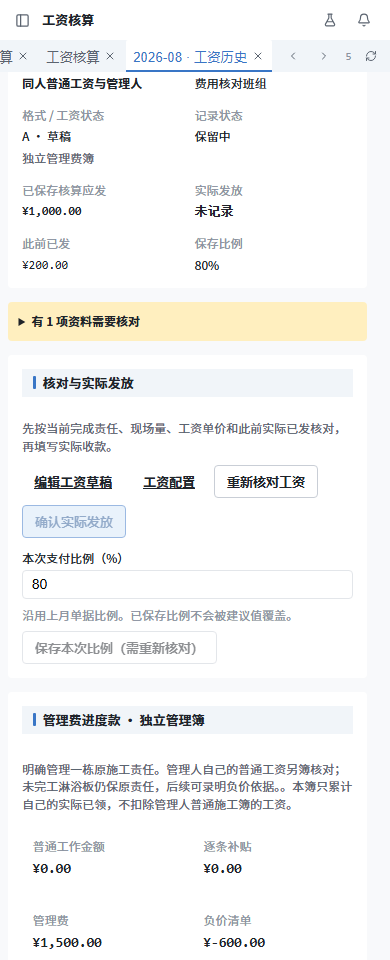 工资核算
算 × 工资核算 × 2026-08 · 工资历史 × 5
同人普通工资与管理人 费用核对班组
格式 / 工资状态 记录状态
A · 草稿 保留中
独立管理费簿
已保存核算应发 实际发放
¥1,000.00 未记录
此前已发 保存比例
¥200.00 80%
▶ 有 1 项资料需要核对
核对与实际发放
先按当前完成责任、现场量、工资单价和此前实际已发核对，
再填写实际收款。
编辑工资草稿 工资配置 重新核对工资
确认实际发放
本次支付比例（%）
80
沿用上月单据比例。已保存比例不会被建议值覆盖。
保存本次比例（需重新核对）
管理费进度款 · 独立管理簿
明确管理一栋原施工责任。管理人自己的普通工资另簿核对；
未完工淋浴板仍保原责任，后续可录明负价依据。。本簿只累计
自己的实际已领，不扣除管理人普通施工簿的工资。
普通工作金额 逐条补贴
¥0.00 ¥0.00
管理费 负价清单
¥1,500.00 ¥-600.00